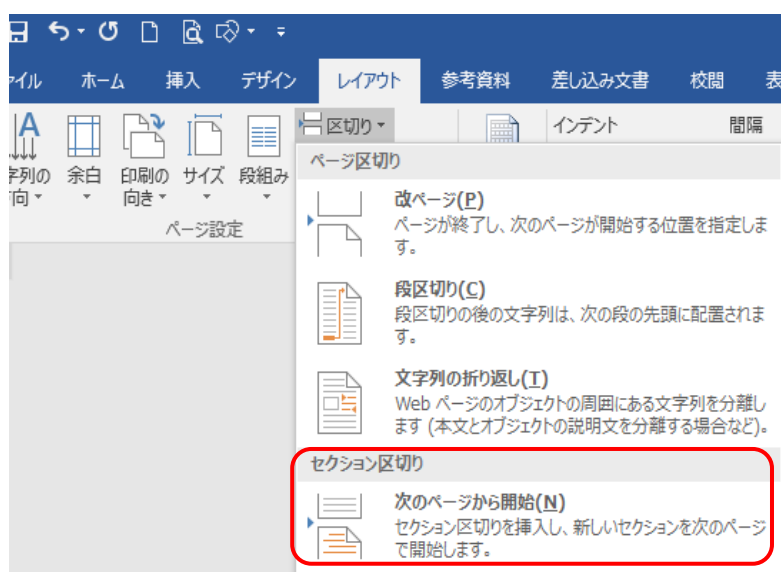 ァイル ホーム 挿入 デザイン レイアウト 参考資料 差し込み文書 校閲 表
区切り インデント 間隔
字列の 余白 印刷の サイズ 段組み
方向 向き
ページ設定
ページ区切り
改ページ(P)
ページが終了し、次のページが開始する位置を指定しま
す。
段区切り(C)
段区切りの後の文字列は、次の段の先頭に配置されま
す。
文字列の折り返し(T)
Web ページのオブジェクトの周囲にある文字列を分離し
ます (本文とオブジェクトの説明文を分離する場合など)。
セクション区切り
次のページから開始(N)
セクション区切りを挿入し、新しいセクションを次のページ
で開始します。